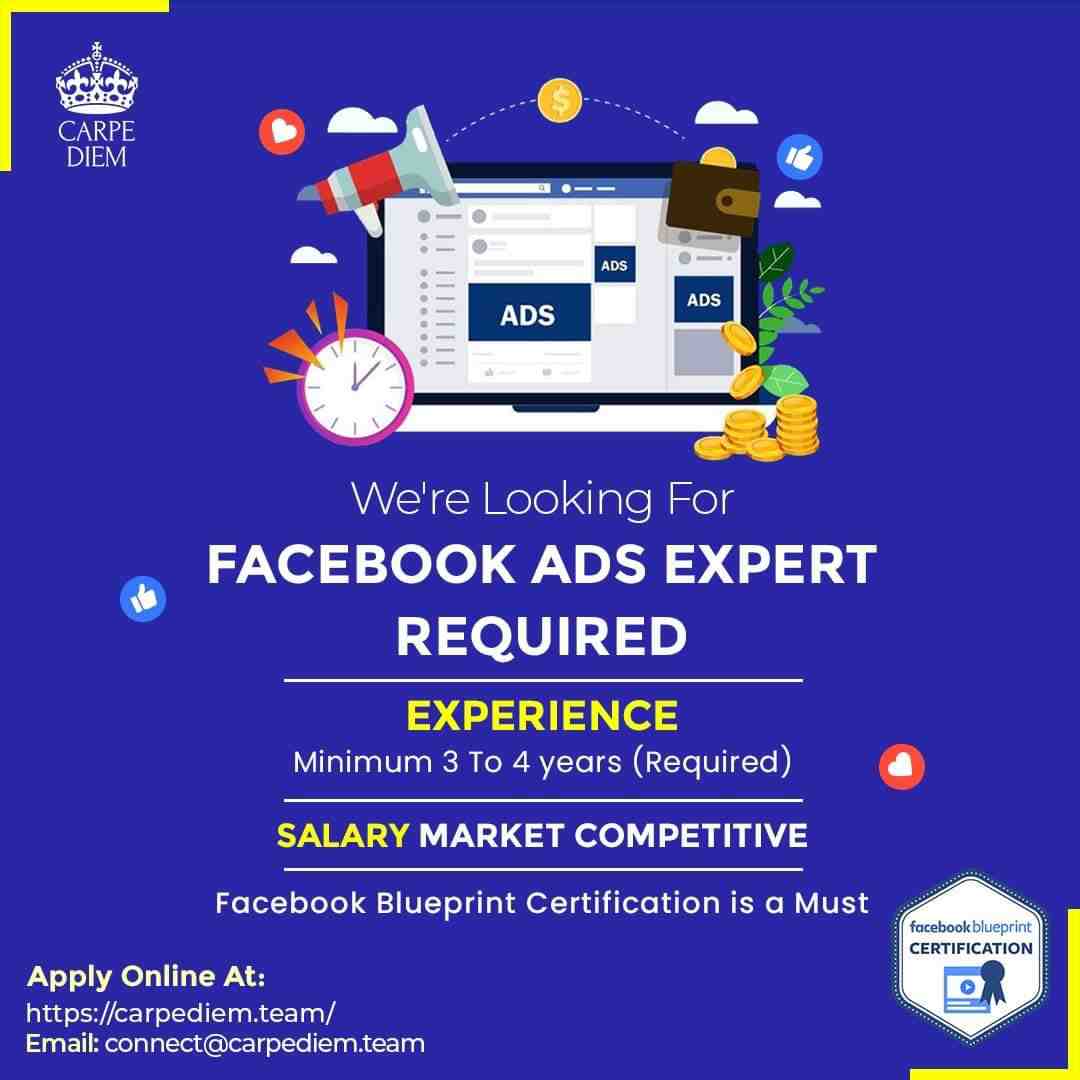 CARPE
DIEM
$
ADS
ADS
ADS
We're Looking For
FACEBOOK ADS EXPERT
REQUIRED
EXPERIENCE
Minimum 3 To 4 years (Required)
SALARY MARKET COMPETITIVE
Facebook Blueprint Certification is a Must
facebook blueprint
CERTIFICATION
Apply Online At:
https://carpediem.team/
Email: connect@carpediem.team